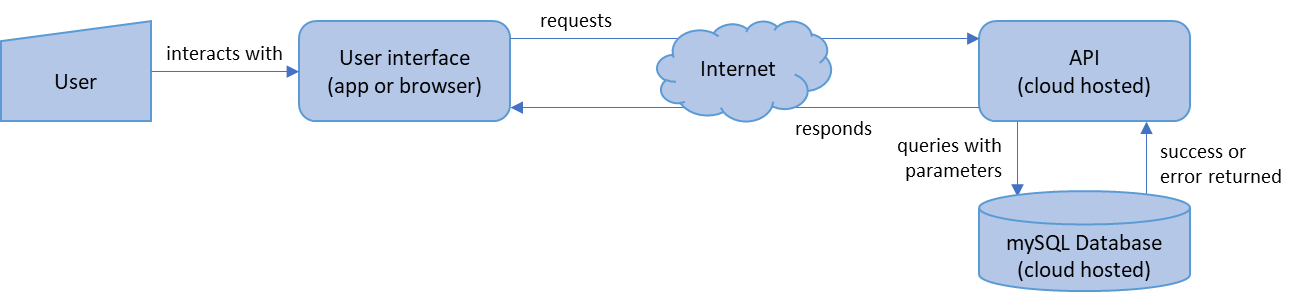 requests
interacts with
User
User interface
(app or browser)
Internet
API
(cloud hosted)
responds
queries with
parameters
success or
error returned
mySQL Database
(cloud hosted)